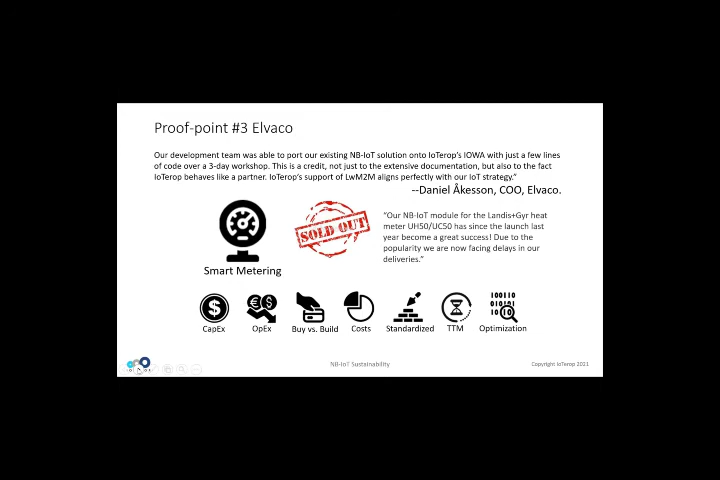 Proof-point #3 Elvaco
Our development team was able to port our existing NB-IoT solution onto IoTerop's IOWA with just a few lines
of code over a 3-day workshop. This is a credit, not just to the extensive documentation, but also to the fact
IoTerop behaves like a partner. IoTerop's support of LwM2M aligns perfectly with our IoT strategy."
--Daniel Åkesson, COO, Elvaco.
SOLD OUT
"Our NB-IoT module for the Landis+Gyr heat
meter UH50/UC50 has since the launch last
year become a great success! Due to the
popularity we are now facing delays in our
deliveries."
Smart Metering
100110
010101
10 10
CapEx
OpEx
Buy vs. Build
Costs
Standardized
TTM
Optimization
NB-IoT Sustainability
Copyright IoTerop 2021